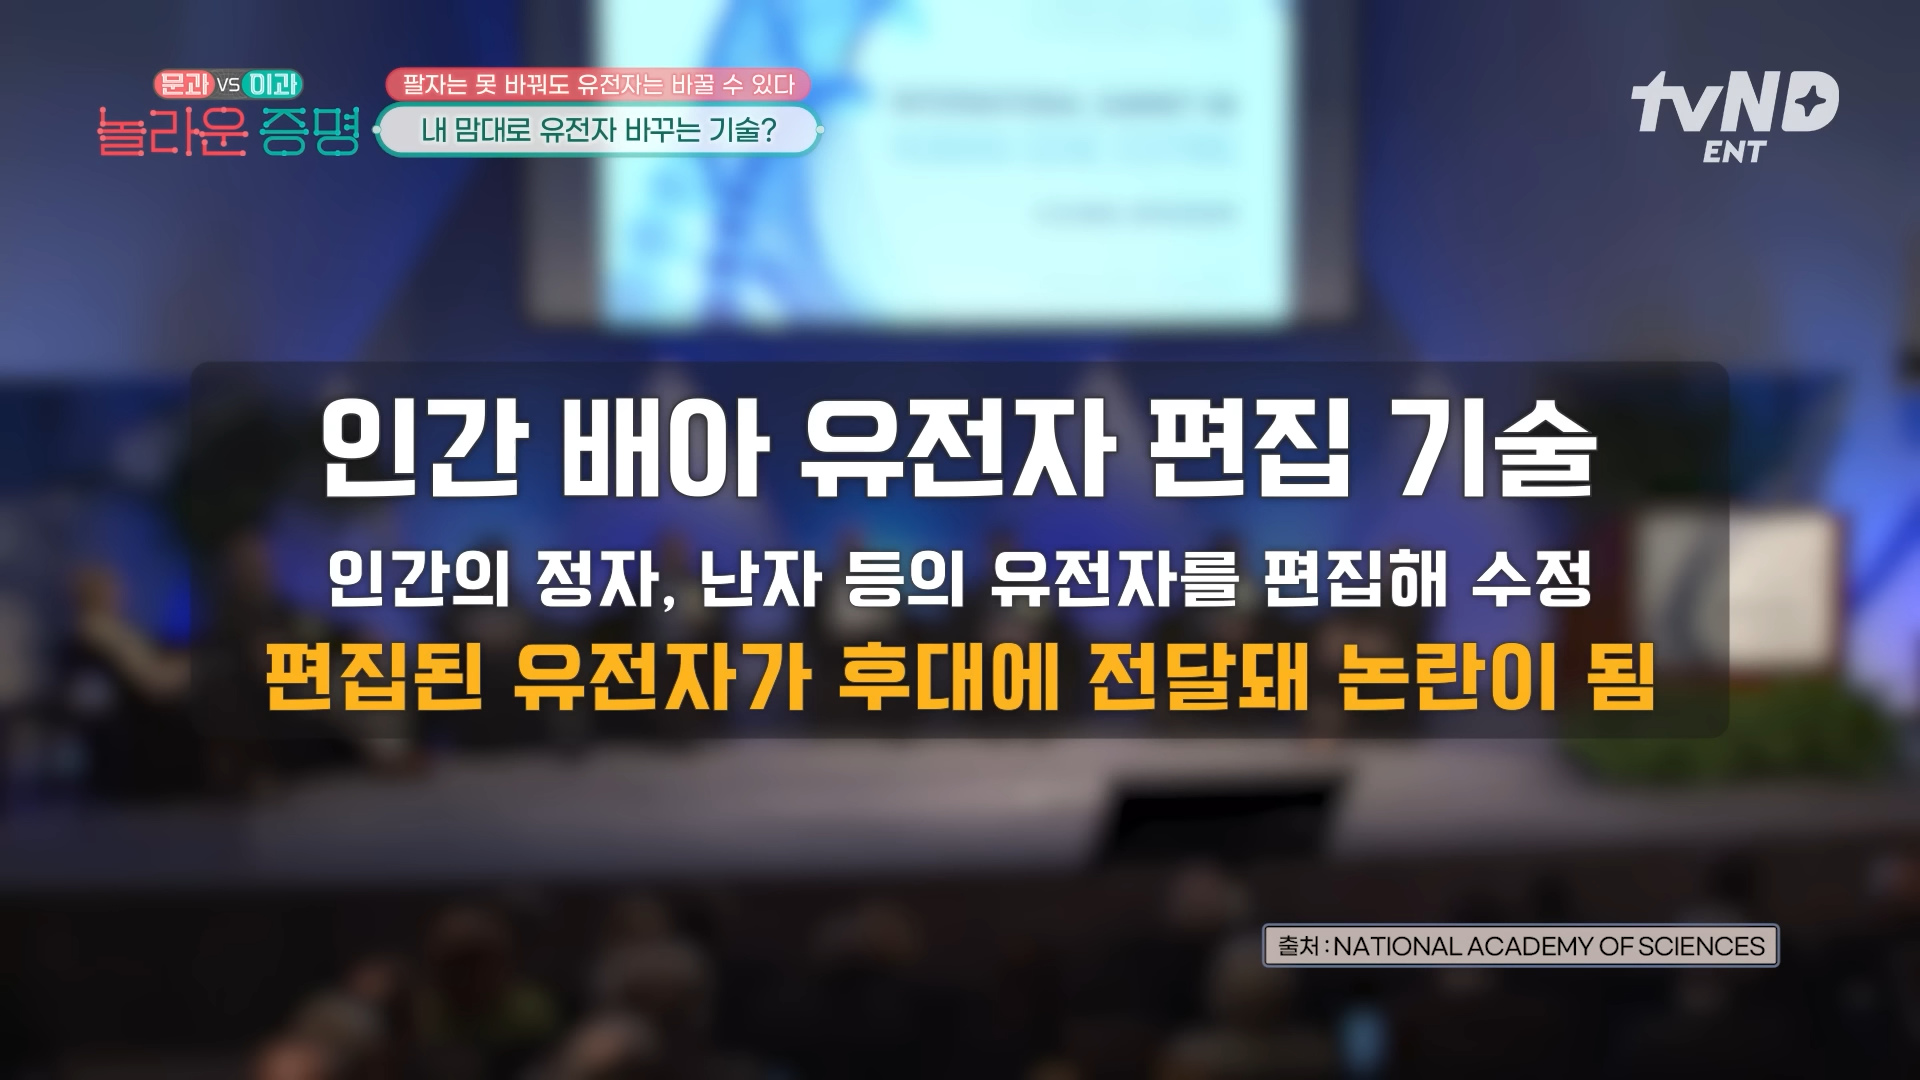 문과 VS 이과
놀라운 증명
팔자는 못 바꿔도 유전자는 바꿀 수 있다
내 맘대로 유전자 바꾸는 기술?
tvND
ENT
인간 배아 유전자 편집 기술
인간의 정자, 난자 등의 유전자를 편집해 수정
편집된 유전자가 후대에 전달돼 논란이 됨
출처 : NATIONAL ACADEMY OF SCIENCES